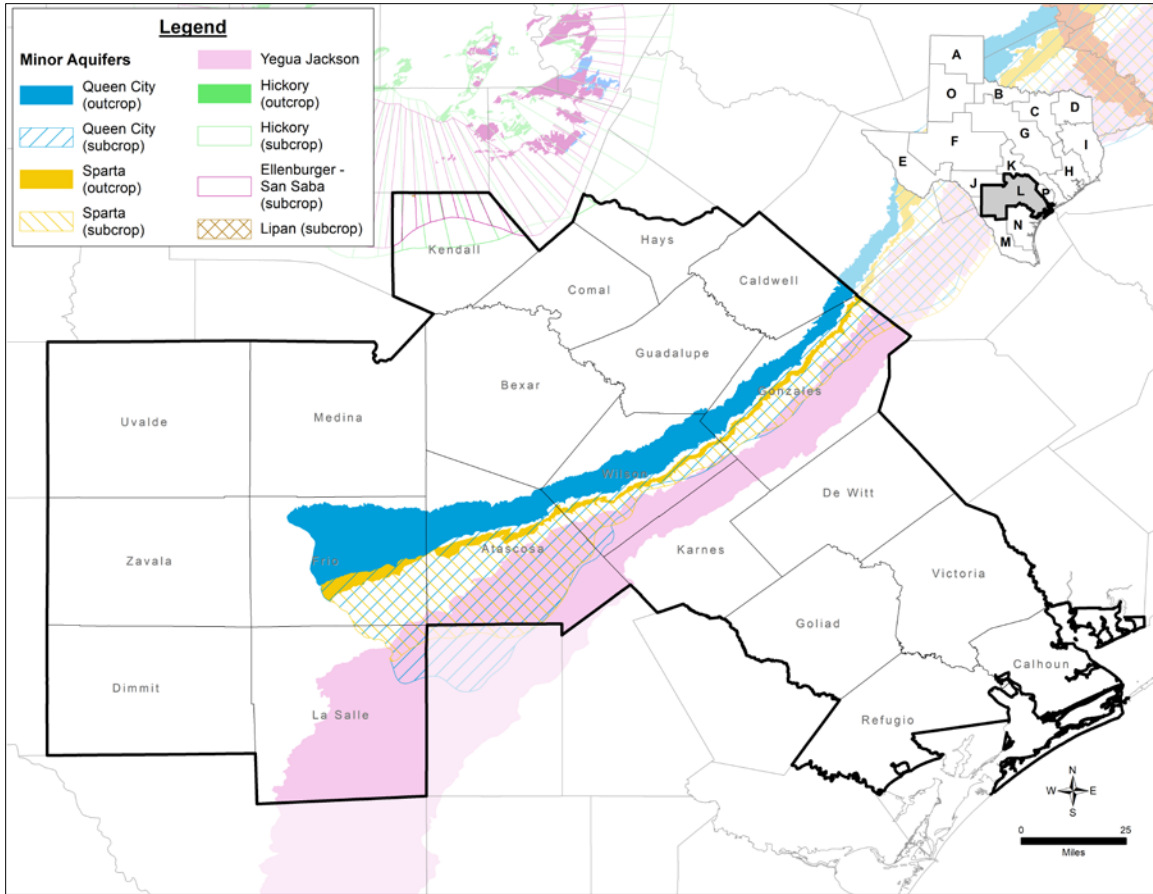 Legend
Minor Aquifers
Queen City
(outcrop)
Queen City
(subcrop)
Sparta
(outcrop)
Sparta
(subcrop)
Yegua Jackson
Hickory
(outcrop)
Hickory
(subcrop)
Ellenburger -
San Saba
(subcrop)
Lipan (subcrop)
A
O
B
C
D
F
G
I
E
K
H
J
L
P
N
M
Kendall
Hays
Comal
Caldwell
Guadalupe
Bexar
Gonzales
Uvalde
Medina
Wilson
De Witt
Zavala
Frio
Atascosa
Karnes
Victoria
Goliad
Calhoun
Dimmit
La Salle
Refugio
N
W
E
S
0
25
Miles